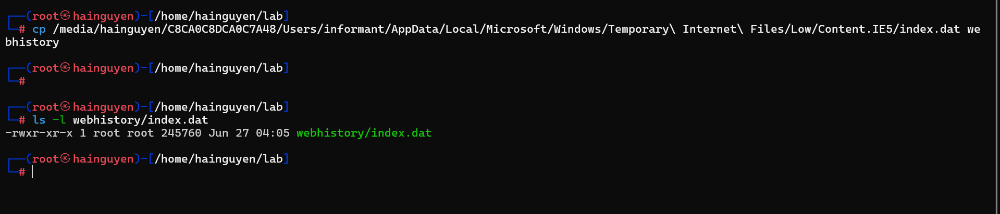 ┌──(root㉿hainguyen)-[/home/hainguyen/lab]
└─# cp /media/hainguyen/C8CA0C8DCA0C7A48/Users/informant/AppData/Local/Microsoft/Windows/Temporary\ Internet\ Files/Low/Content.IE5/index.dat we
bhistory
┌──(root㉿hainguyen)-[/home/hainguyen/lab]
└─#
┌──(root㉿hainguyen)-[/home/hainguyen/lab]
└─# ls -l webhistory/index.dat
-rwxr-xr-x 1 root root 245760 Jun 27 04:05 webhistory/index.dat
┌──(root㉿hainguyen)-[/home/hainguyen/lab]
└─#